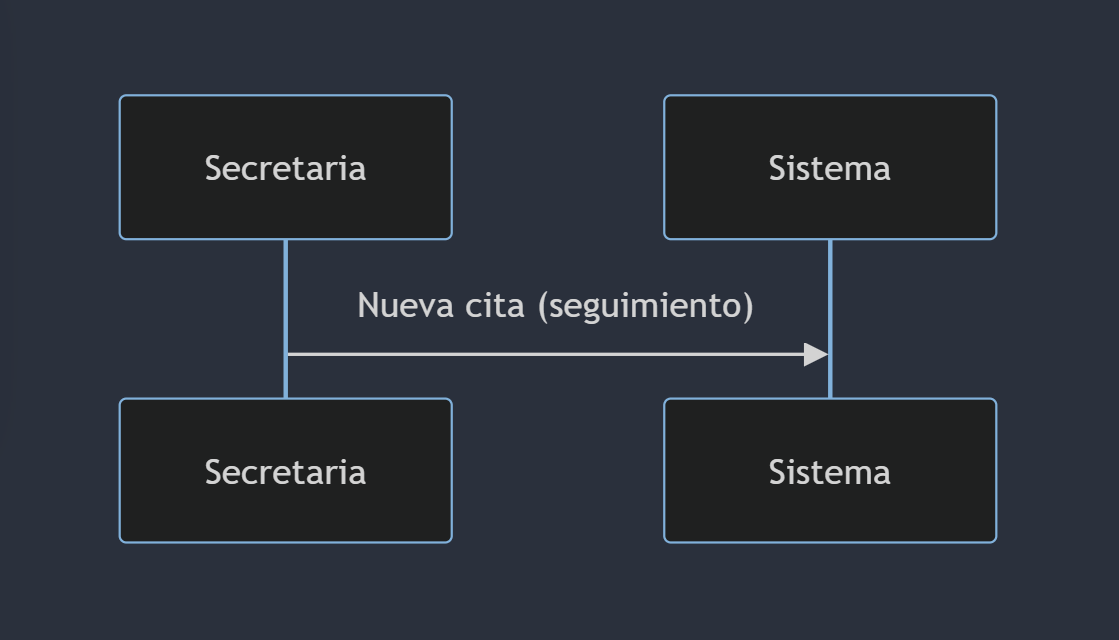 Secretaria
Sistema
Nueva cita (seguimiento)
Secretaria
Sistema